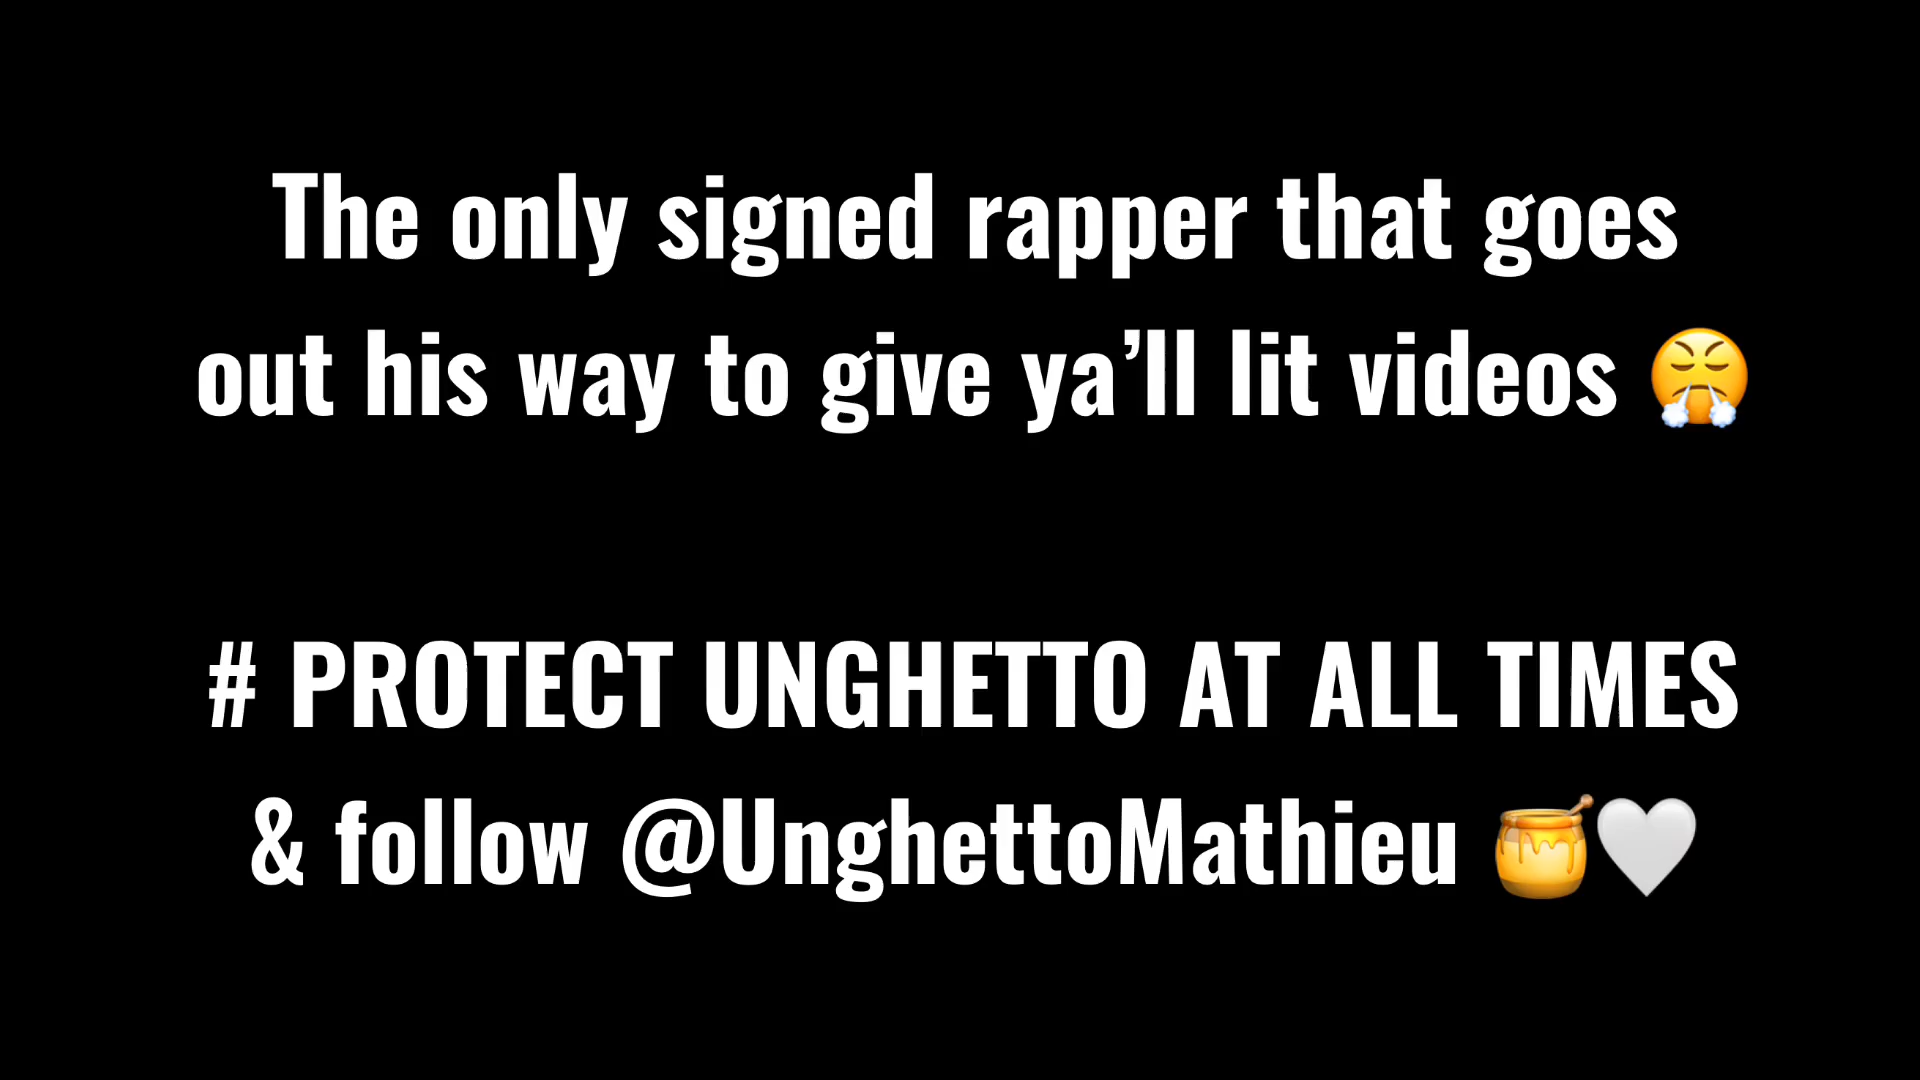 The only signed rapper that goes
out his way to give ya’ll lit videos 😤
# PROTECT UNGHETTO AT ALL TIMES
& follow @UnghettoMathieu 🍯🤍